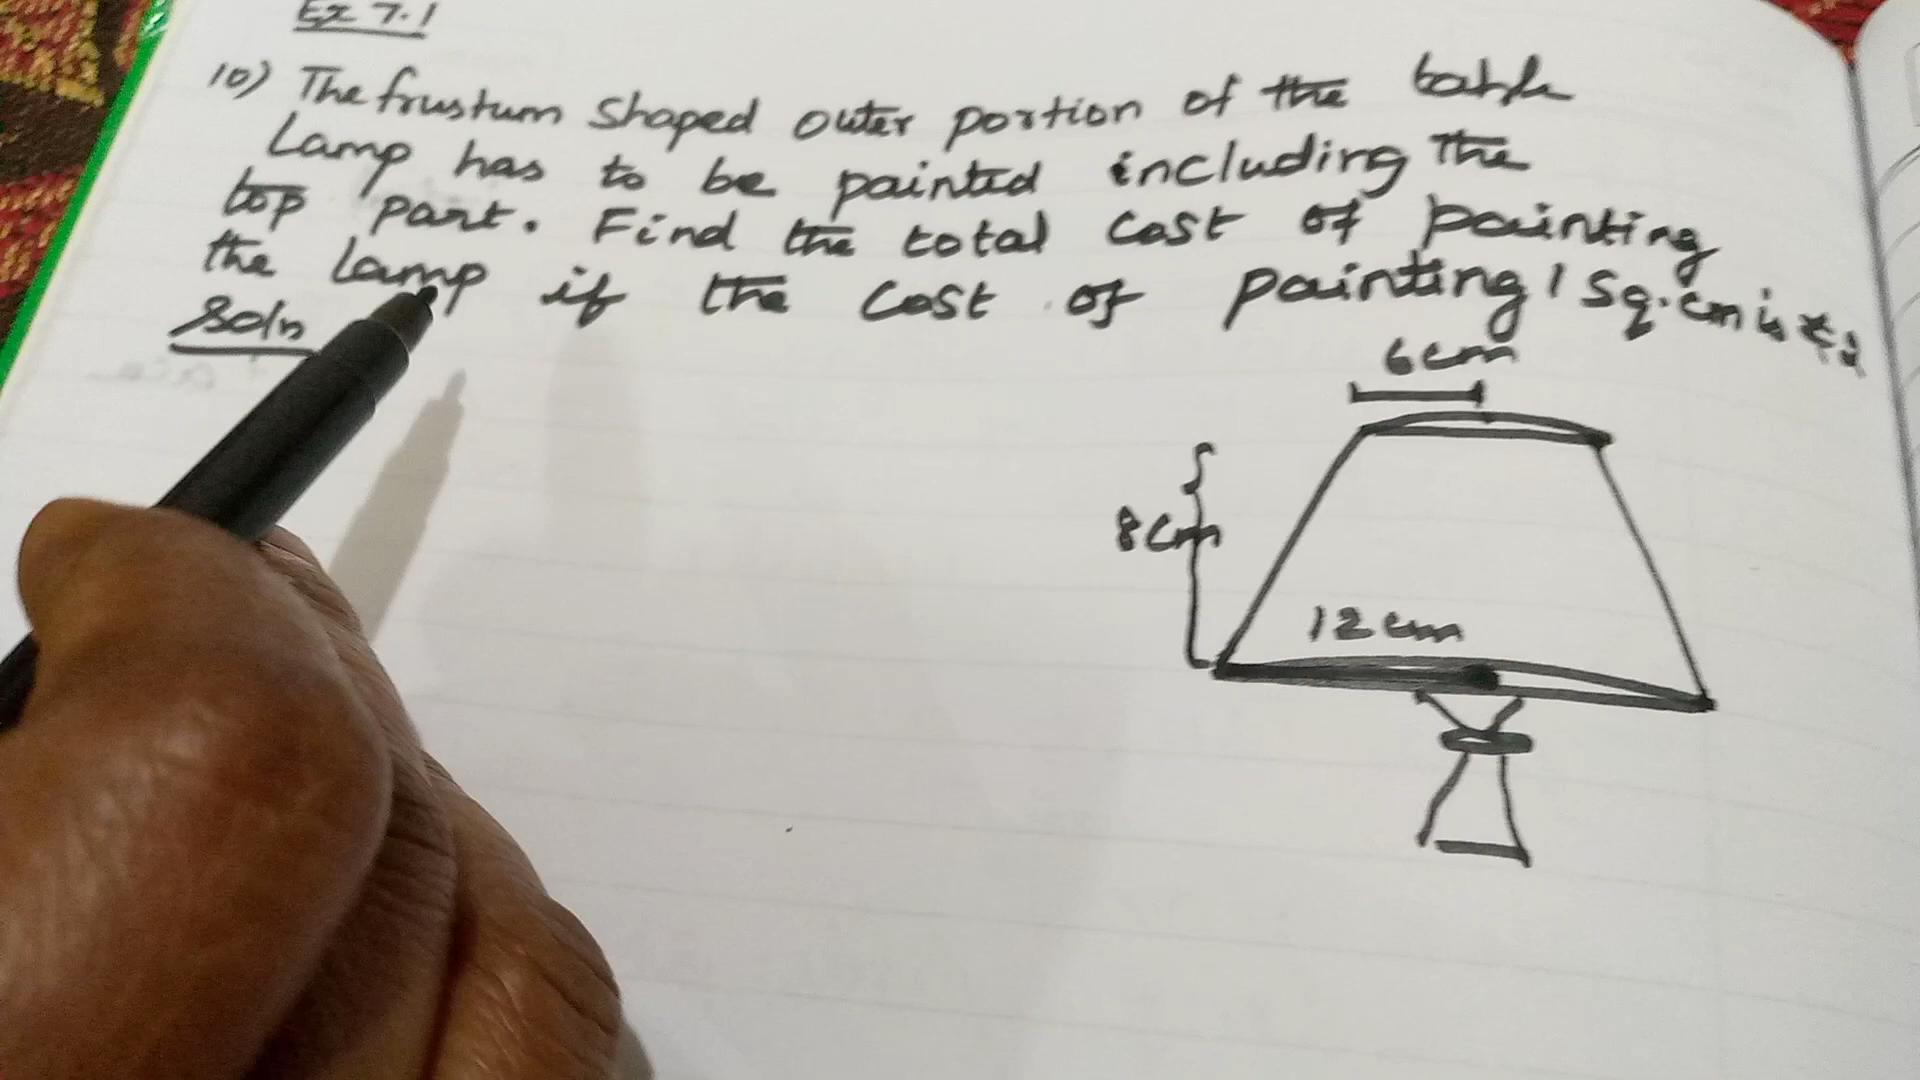 Ex 7.1
10) The frustum shaped outer portion of the table
Lamp has to be painted including the
top part. Find the total cost of painting
the lamp if the cost of painting 1 sq.cm is ₹.2
Soln
6cm
8cm
12cm